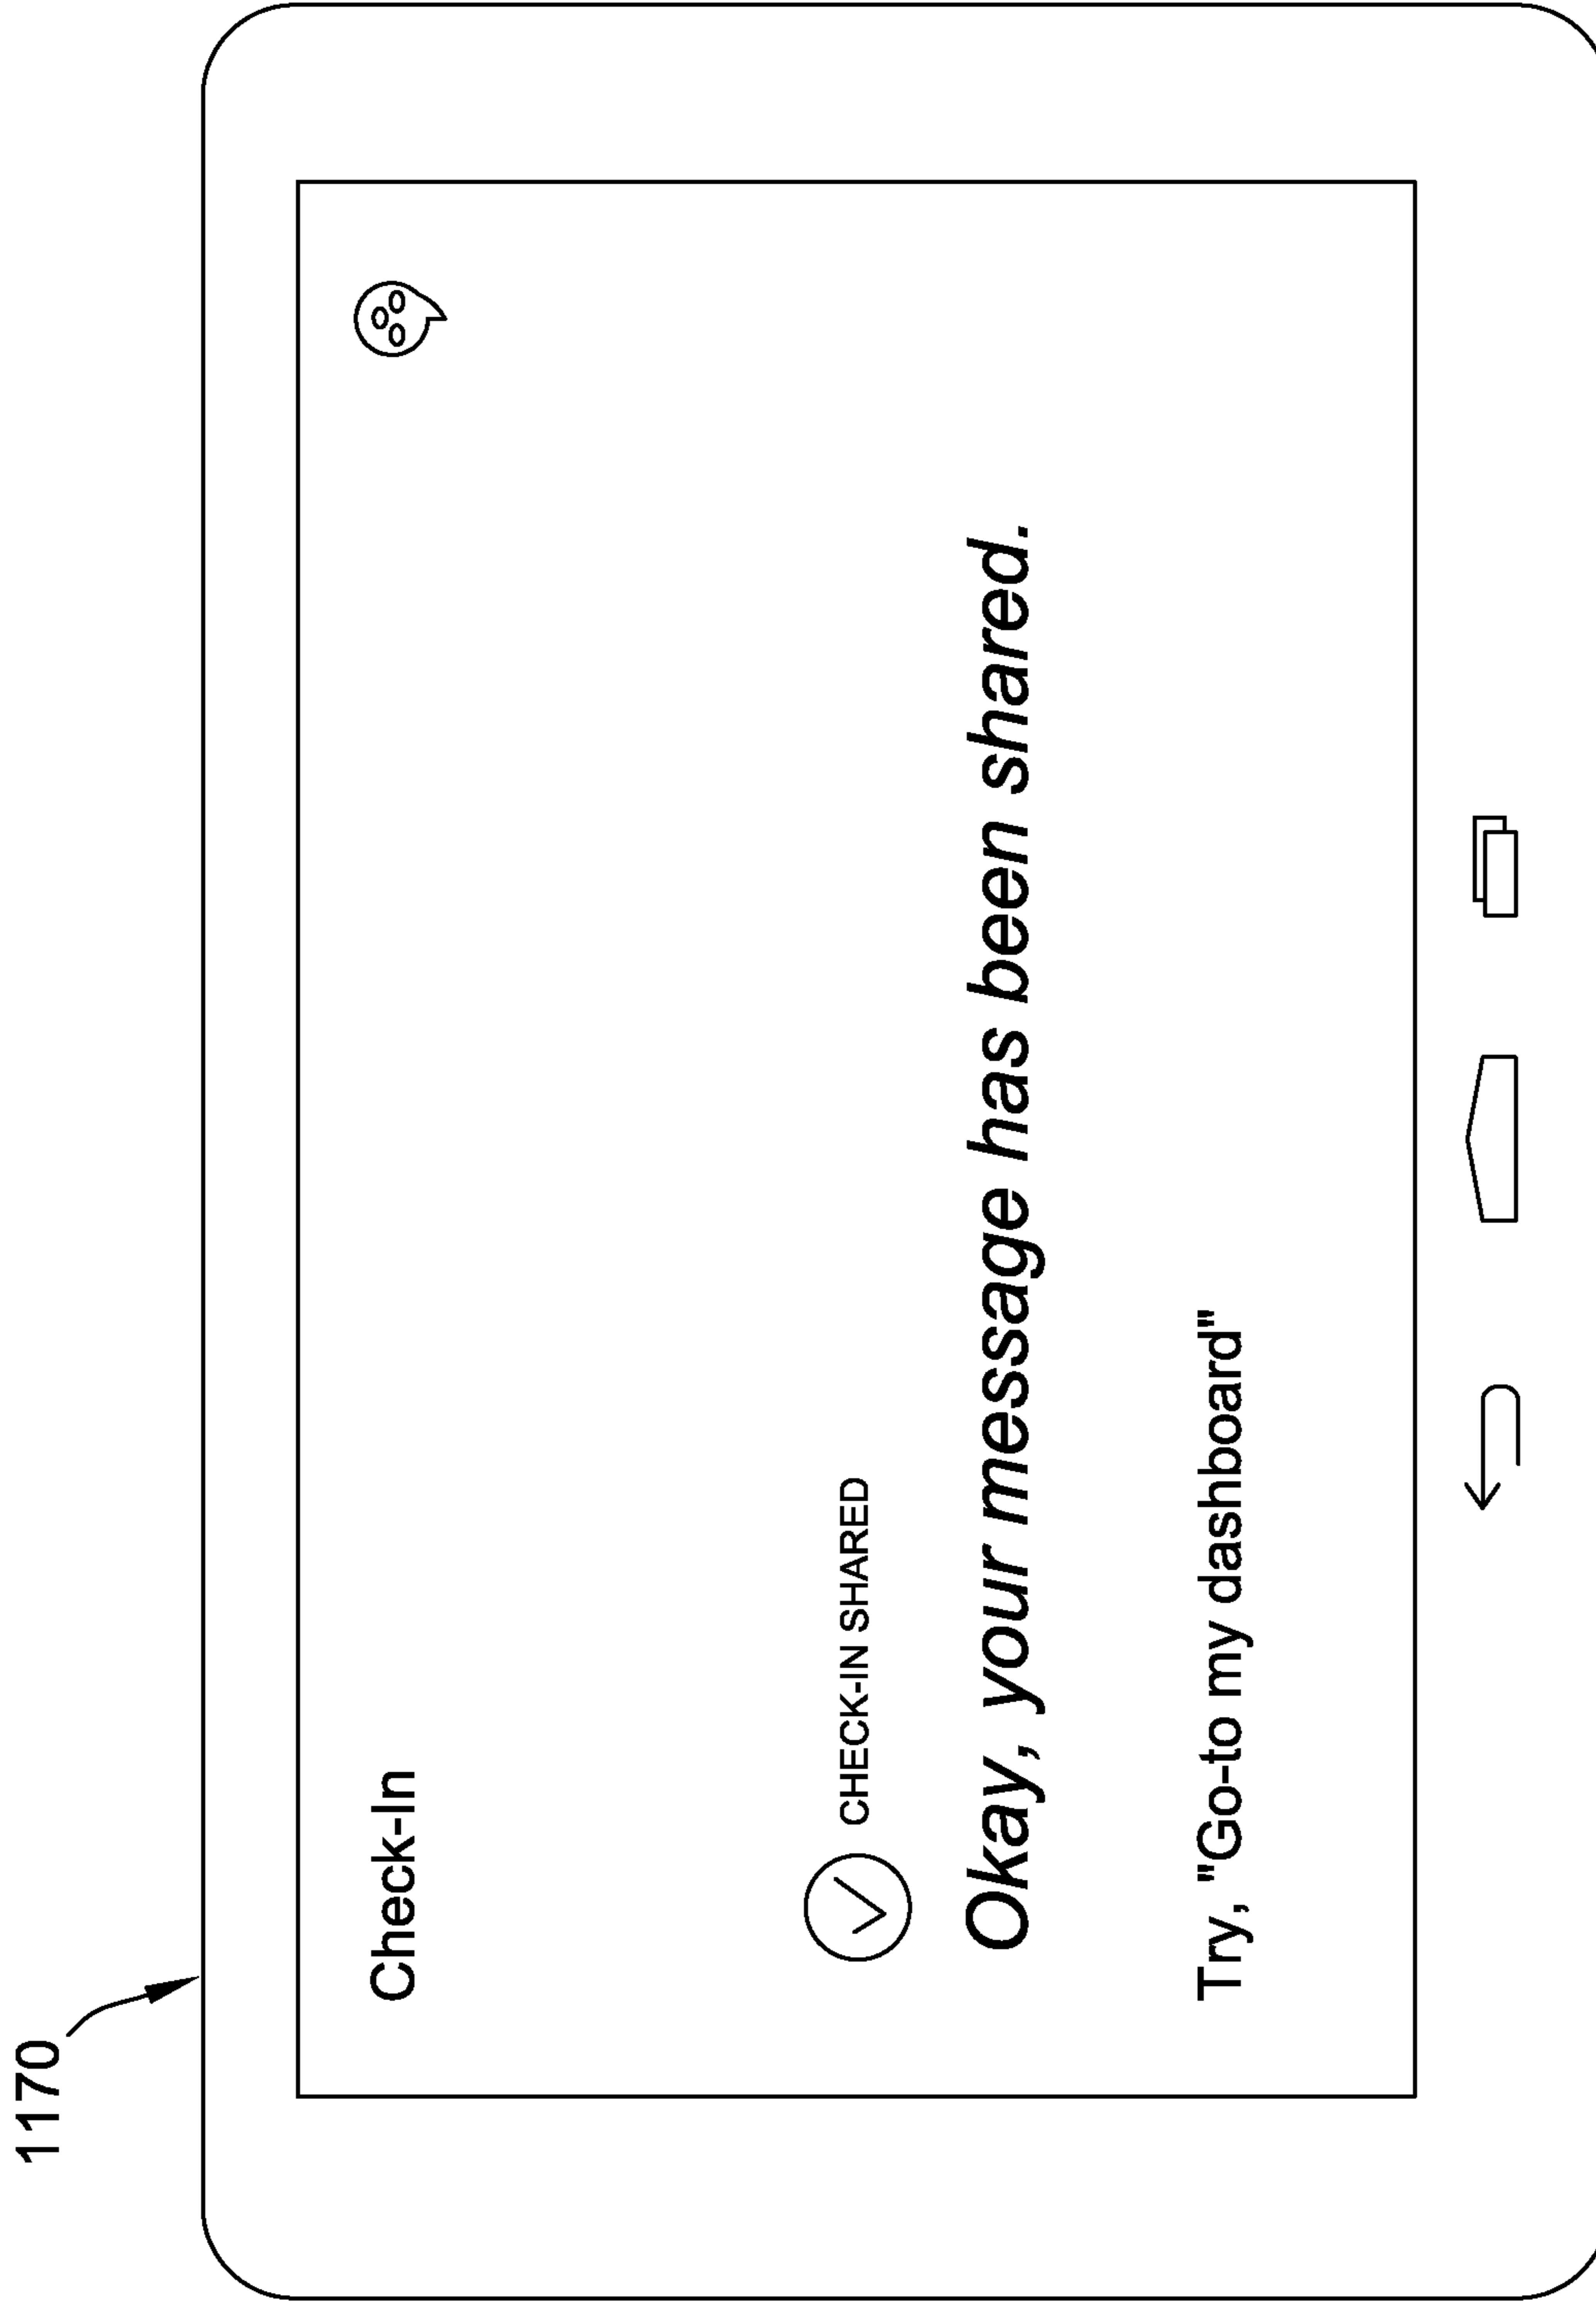 1170
Check-In
CHECK-IN SHARED
Okay, your message has been shared.
Try, "Go-to my dashboard"